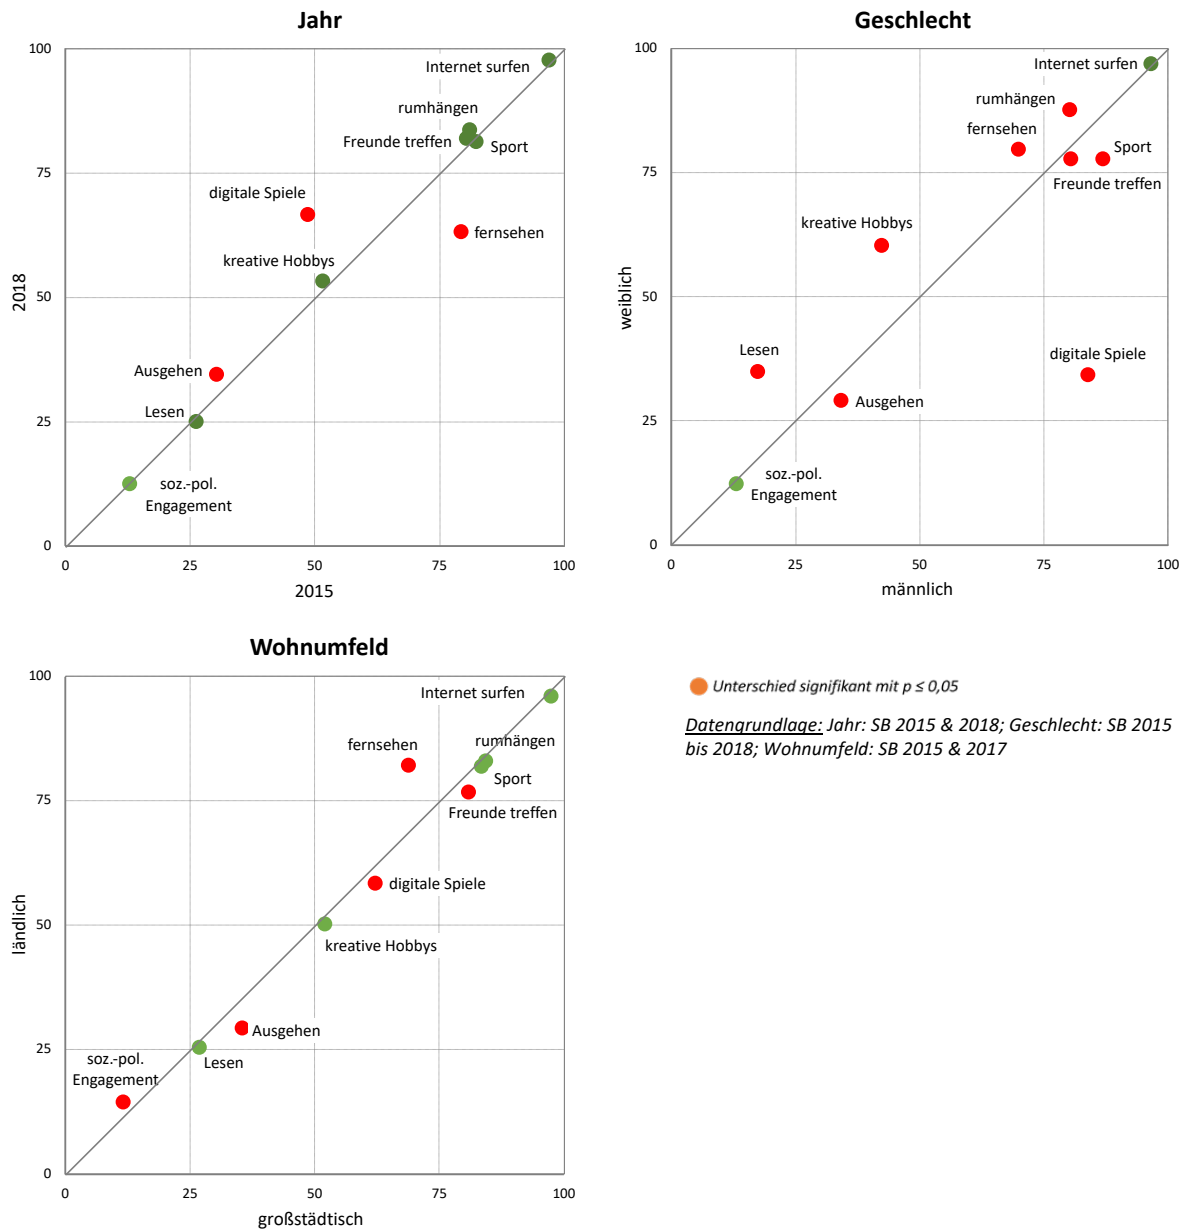 Jahr
100
75
50
25
0
0
25
50
75
100
2018
2015
Internet surfen
rumhängen
Freunde treffen
Sport
digitale Spiele
fernsehen
kreative Hobbys
Ausgehen
Lesen
soz.-pol.
Engagement
Geschlecht
100
75
50
25
0
0
25
50
75
100
weiblich
männlich
Internet surfen
rumhängen
fernsehen
Sport
Freunde treffen
kreative Hobbys
Lesen
digitale Spiele
Ausgehen
soz.-pol.
Engagement
Wohnumfeld
100
75
50
25
0
0
25
50
75
100
ländlich
großstädtisch
Internet surfen
fernsehen
rumhängen
Sport
Freunde treffen
digitale Spiele
kreative Hobbys
Ausgehen
Lesen
soz.-pol.
Engagement
Unterschied signifikant mit p ≤ 0,05
Datengrundlage: Jahr: SB 2015 & 2018; Geschlecht: SB 2015
bis 2018; Wohnumfeld: SB 2015 & 2017